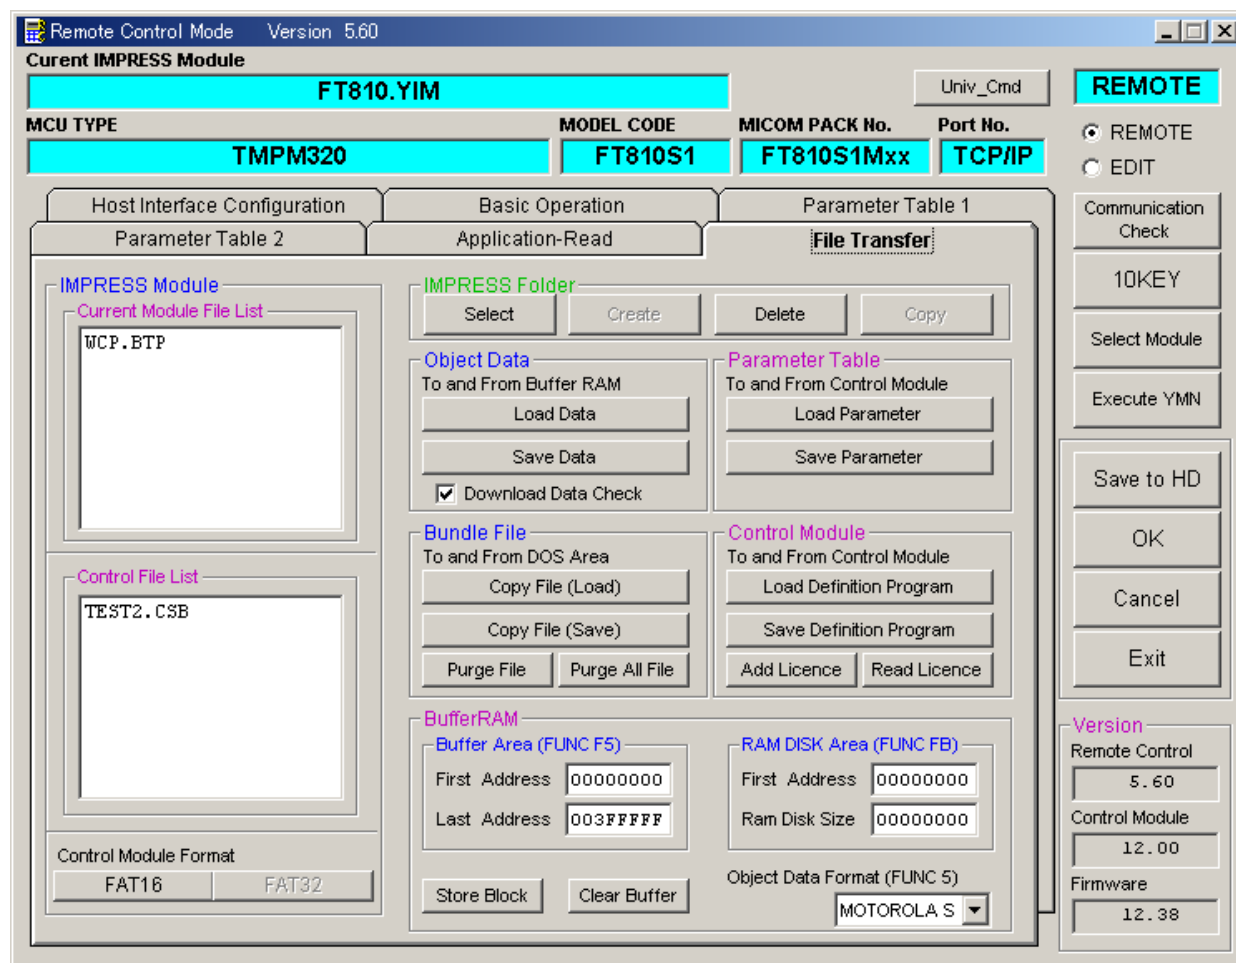 Remote Control Mode Version 5.60
Curent IMPRESS Module
FT810.YIM
Univ_Cmd
REMOTE
MCU TYPE
MODEL CODE
MICOM PACK No.
Port No.
TMPM320
FT810S1
FT810S1Mxx
TCP/IP
REMOTE
EDIT
Host Interface Configuration
Basic Operation
Parameter Table 1
Parameter Table 2
Application-Read
File Transfer
IMPRESS Module
Current Module File List
WCP.BTP
Control File List
TEST2.CSB
Control Module Format
FAT16
FAT32
IMPRESS Folder
Select
Create
Delete
Copy
Object Data
To and From Buffer RAM
Load Data
Save Data
Download Data Check
Parameter Table
To and From Control Module
Load Parameter
Save Parameter
Bundle File
To and From DOS Area
Copy File (Load)
Copy File (Save)
Purge File
Purge All File
Control Module
To and From Control Module
Load Definition Program
Save Definition Program
Add Licence
Read Licence
BufferRAM
Buffer Area (FUNC F5)
First Address 00000000
Last Address 003FFFFF
RAM DISK Area (FUNC FB)
First Address 00000000
Ram Disk Size 00000000
Store Block
Clear Buffer
Object Data Format (FUNC 5)
MOTOROLA S
Communication
Check
10KEY
Select Module
Execute YMN
Save to HD
OK
Cancel
Exit
Version
Remote Control
5.60
Control Module
12.00
Firmware
12.38